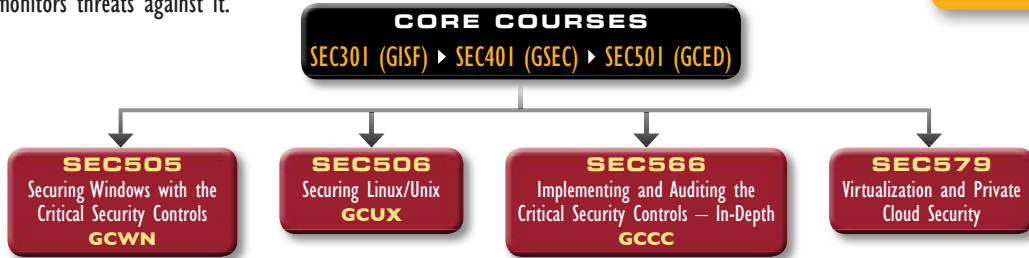 monitors threats against it.
CORE COURSES
SEC301 (GISF) ▸ SEC401 (GSEC) ▸ SEC501 (GCED)
SEC505
Securing Windows with the
Critical Security Controls
GCWN
SEC506
Securing Linux/Unix
GCUX
SEC566
Implementing and Auditing the
Critical Security Controls – In-Depth
GCCC
SEC579
Virtualization and Private
Cloud Security